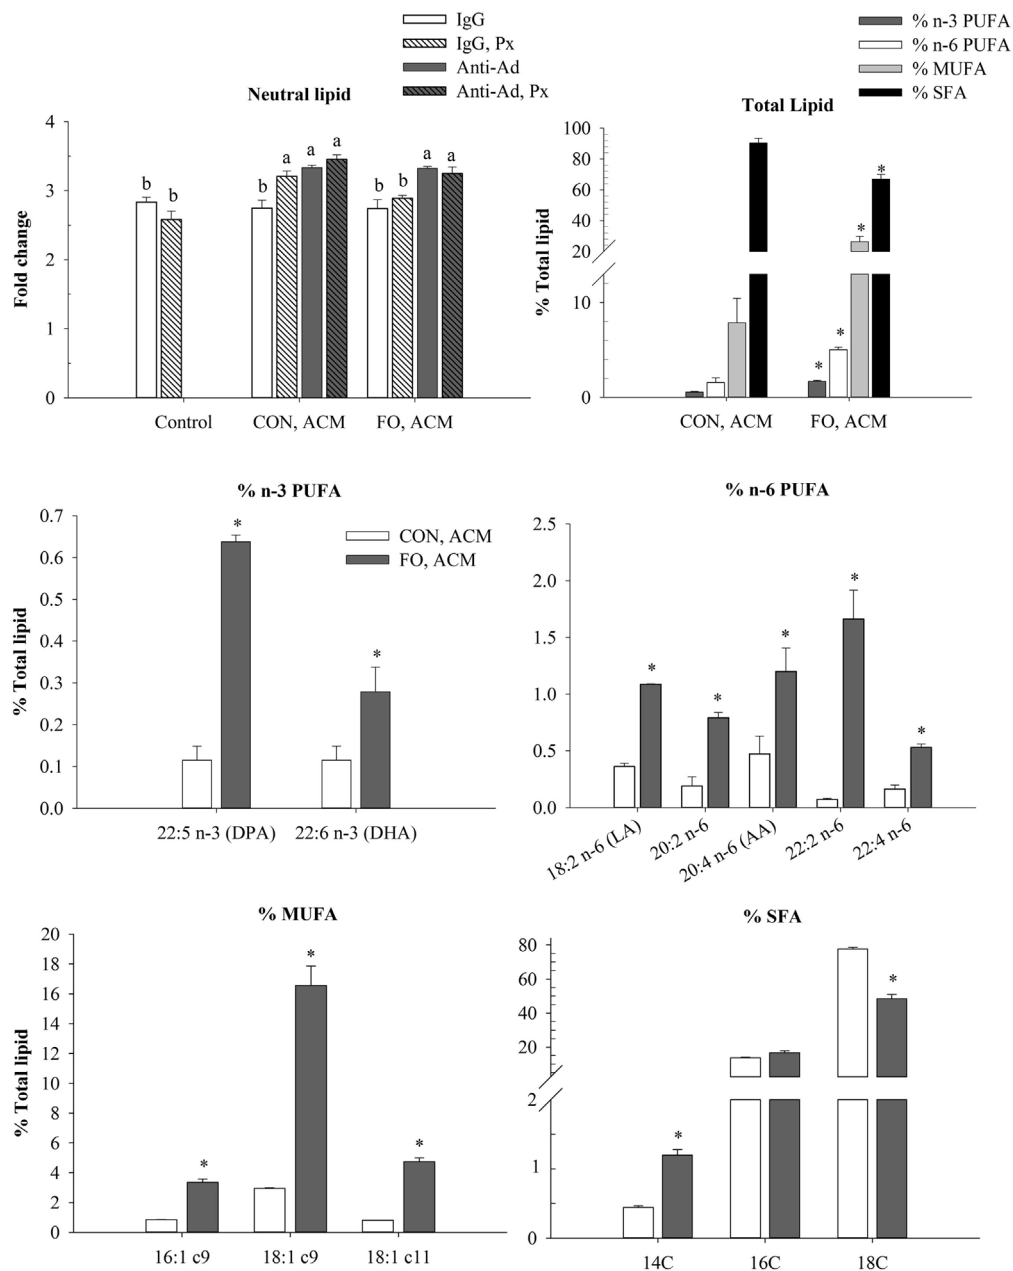 IgG
IgG, Px
Anti-Ad
Anti-Ad, Px
Neutral lipid
Fold change
4
3
2
1
0
b
b
b
a
a
a
b
b
a
a
Control
CON, ACM
FO, ACM
% n-3 PUFA
% n-6 PUFA
% MUFA
% SFA
Total Lipid
% Total lipid
100
80
60
40
20
10
0
*
*
*
*
CON, ACM
FO, ACM
% n-3 PUFA
CON, ACM
FO, ACM
% Total lipid
0.7
0.6
0.5
0.4
0.3
0.2
0.1
0.0
*
*
22:5 n-3 (DPA)
22:6 n-3 (DHA)
% n-6 PUFA
2.5
2.0
1.5
1.0
0.5
0.0
*
*
*
*
*
18:2 n-6 (LA)
20:2 n-6
20:4 n-6 (AA)
22:2 n-6
22:4 n-6
% MUFA
% Total lipid
20
18
16
14
12
10
8
6
4
2
0
*
*
*
16:1 c9
18:1 c9
18:1 c11
% SFA
80
60
40
20
2
1
0
*
*
14C
16C
18C